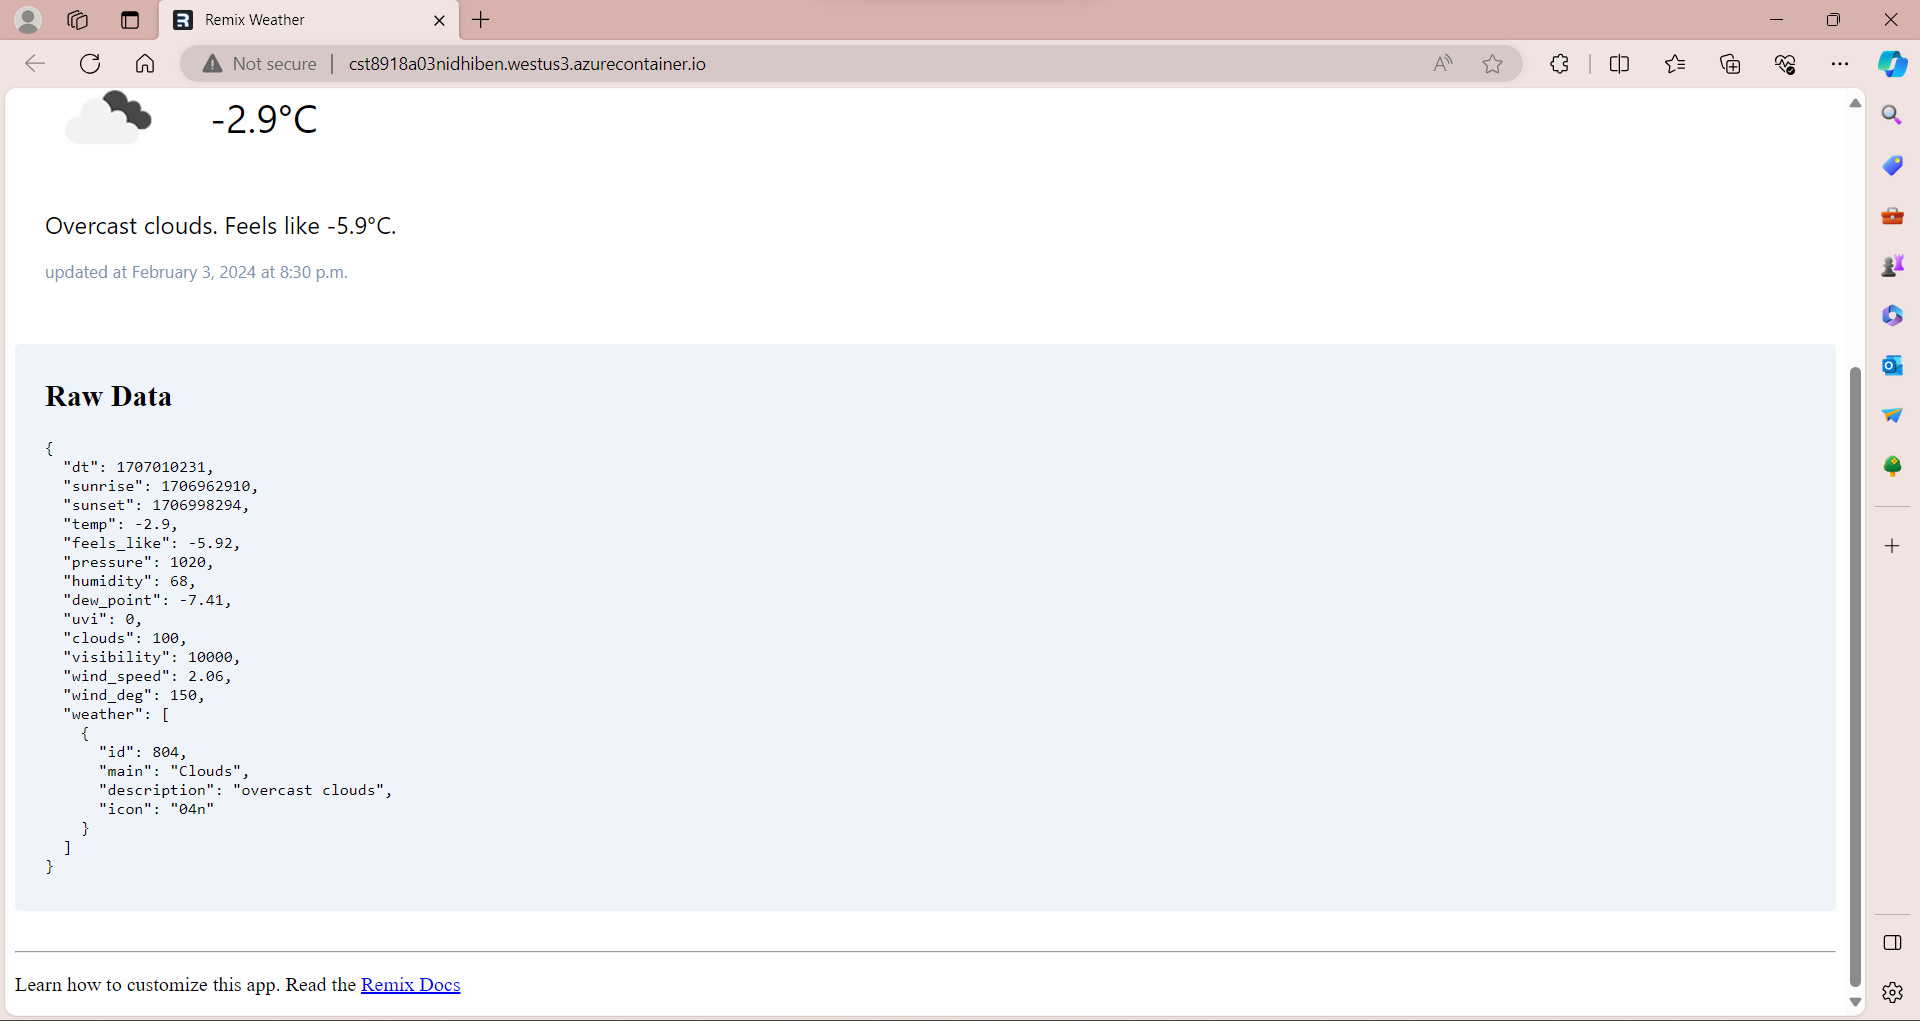 Remix Weather
Not secure
cst8918a03nidhiben.westus3.azurecontainer.io
-2.9°C
Overcast clouds. Feels like -5.9°C.
updated at February 3, 2024 at 8:30 p.m.
Raw Data
{
  "dt": 1707010231,
  "sunrise": 1706962910,
  "sunset": 1706998294,
  "temp": -2.9,
  "feels_like": -5.92,
  "pressure": 1020,
  "humidity": 68,
  "dew_point": -7.41,
  "uvi": 0,
  "clouds": 100,
  "visibility": 10000,
  "wind_speed": 2.06,
  "wind_deg": 150,
  "weather": [
    {
      "id": 804,
      "main": "Clouds",
      "description": "overcast clouds",
      "icon": "04n"
    }
  ]
}
Learn how to customize this app. Read the Remix Docs